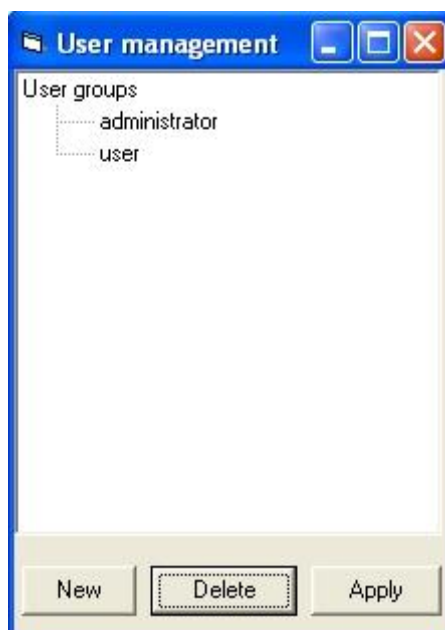 User management
User groups
administrator
user
New Delete Apply